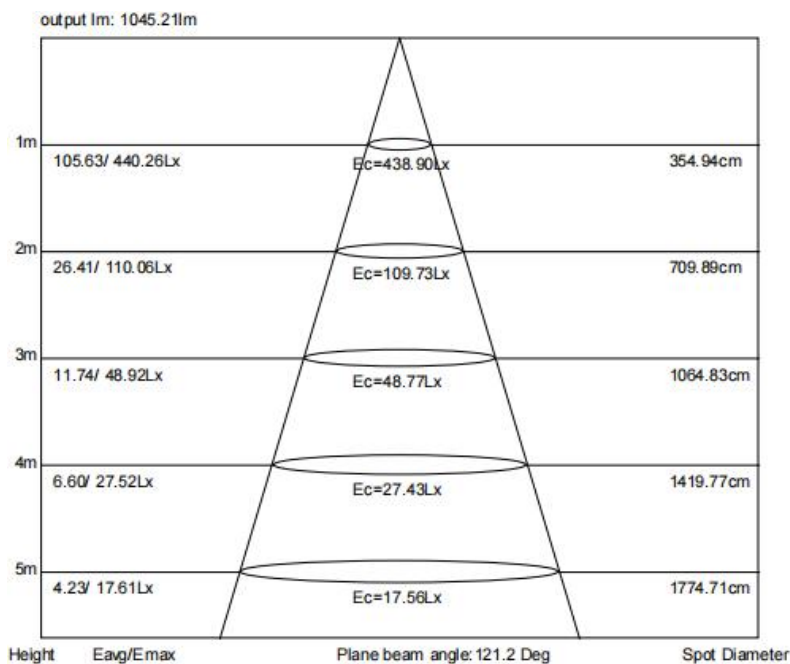 output lm: 1045.21lm
1m
105.63/ 440.26Lx
Ec=438.90Lx
354.94cm
2m
26.41/ 110.06Lx
Ec=109.73Lx
709.89cm
3m
11.74/ 48.92Lx
Ec=48.77Lx
1064.83cm
4m
6.60/ 27.52Lx
Ec=27.43Lx
1419.77cm
5m
4.23/ 17.61Lx
Ec=17.56Lx
1774.71cm
Height Eavg/Emax Plane beam angle:121.2 Deg Spot Diameter